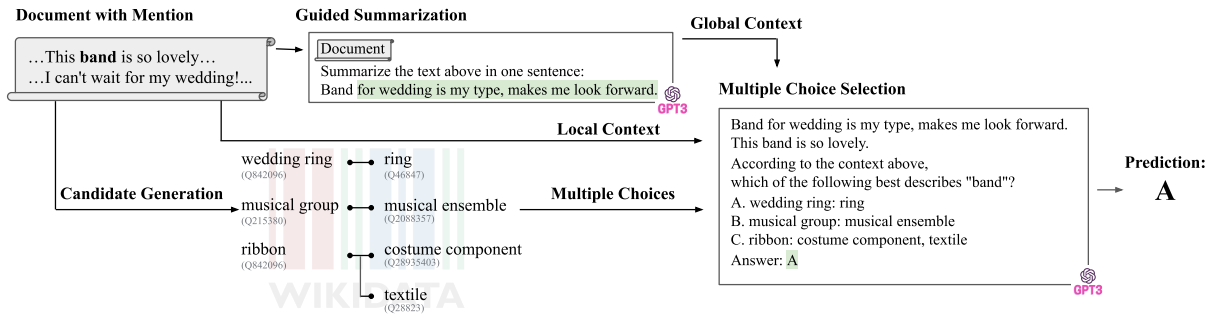 Document with Mention
…This band is so lovely…
…I can't wait for my wedding!...
Guided Summarization
Document
Summarize the text above in one sentence:
Band for wedding is my type, makes me look forward.
GPT3
Global Context
Local Context
Candidate Generation
wedding ring
(Q842096)
ring
(Q46847)
musical group
(Q215380)
musical ensemble
(Q2088357)
ribbon
(Q842096)
costume component
(Q28935403)
textile
(Q28823)
WIKIDATA
Multiple Choices
Multiple Choice Selection
Band for wedding is my type, makes me look forward.
This band is so lovely.
According to the context above,
which of the following best describes "band"?
A. wedding ring: ring
B. musical group: musical ensemble
C. ribbon: costume component, textile
Answer: A
GPT3
Prediction:
A